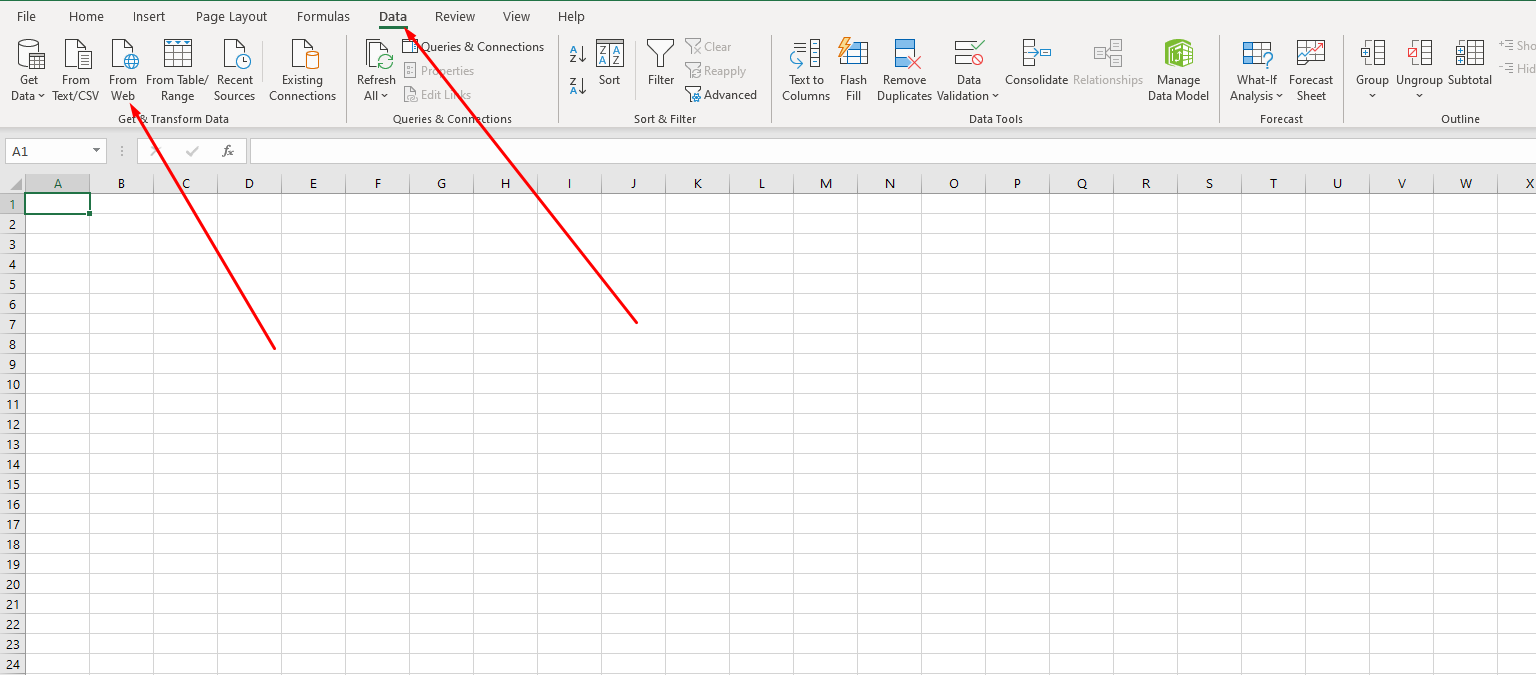 File Home Insert Page Layout Formulas Data Review View Help
Get Data
From Text/CSV
From Web
From Table/ Range
Recent Sources
Existing Connections
Get & Transform Data
Refresh All
Queries & Connections
Properties
Edit Links
Queries & Connections
A Z
Z A
Z A A Z
Sort
Filter
Clear
Reapply
Advanced
Sort & Filter
Text to Columns
Flash Fill
Remove Duplicates
Data Validation
Consolidate
Relationships
Manage Data Model
Data Tools
What-If Analysis
Forecast Sheet
Forecast
Group
Ungroup
Subtotal
Sho
Hid
Outline
A1
fx
A B C D E F G H I J K L M N O P Q R S T U V W X
1
2
3
4
5
6
7
8
9
10
11
12
13
14
15
16
17
18
19
20
21
22
23
24